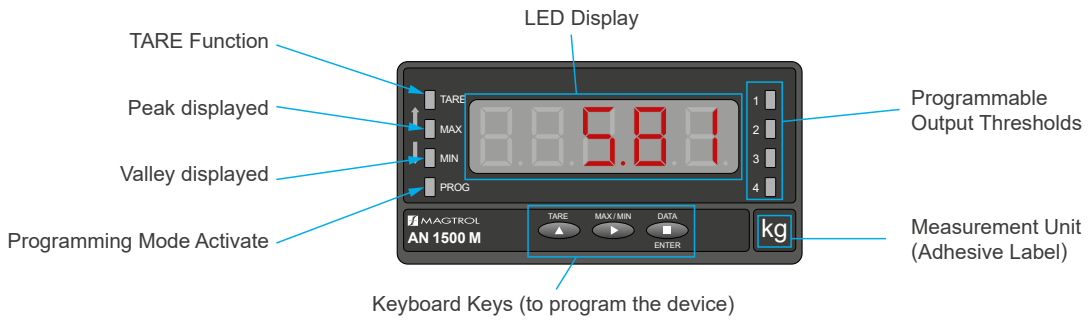 LED Display
TARE Function
Peak displayed
Valley displayed
Programming Mode Activate
TARE
MAX
MIN
PROG
5.81
1
2
3
4
Programmable
Output Thresholds
MAGTROL
AN 1500 M
TARE
MAX / MIN
DATA
ENTER
kg
Measurement Unit
(Adhesive Label)
Keyboard Keys (to program the device)